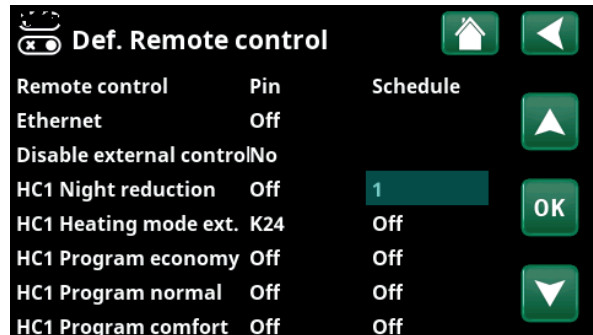 Def. Remote control
Remote control Pin Schedule
Ethernet Off
Disable external control No
HC1 Night reduction Off 1
HC1 Heating mode ext. K24 Off
HC1 Program economy Off Off
HC1 Program normal Off Off
HC1 Program comfort Off Off
OK